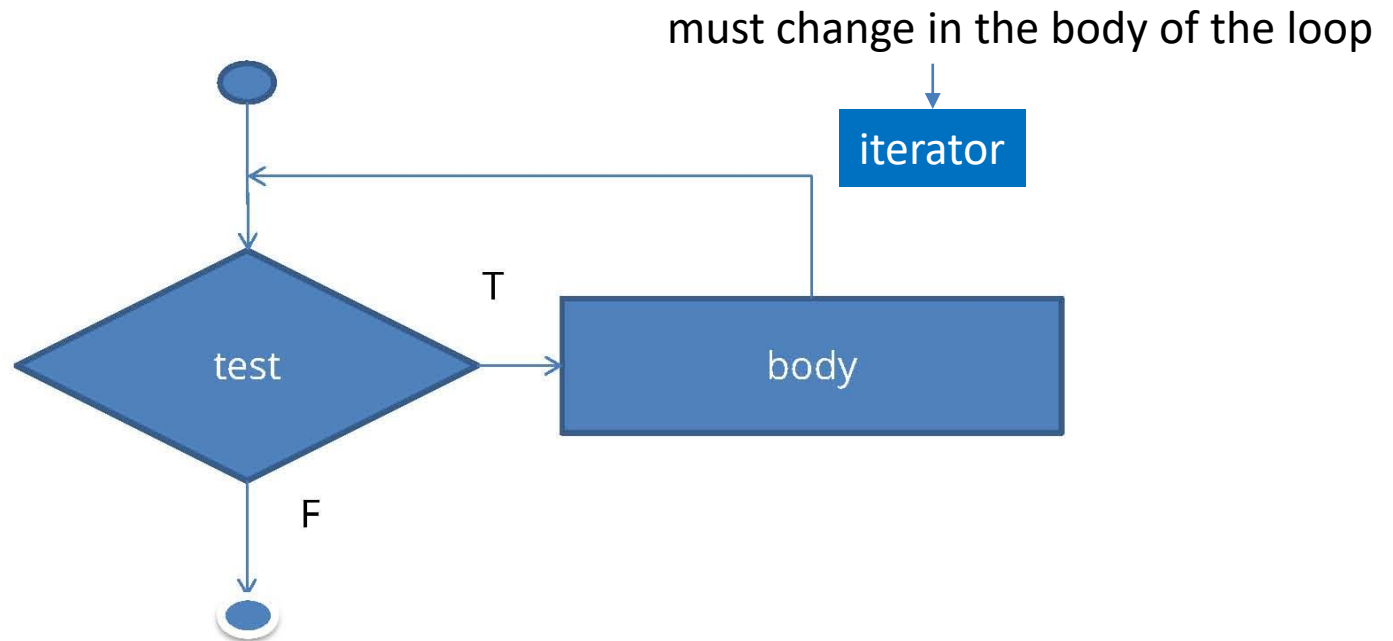 must change in the body of the loop
iterator
T
test
body
F